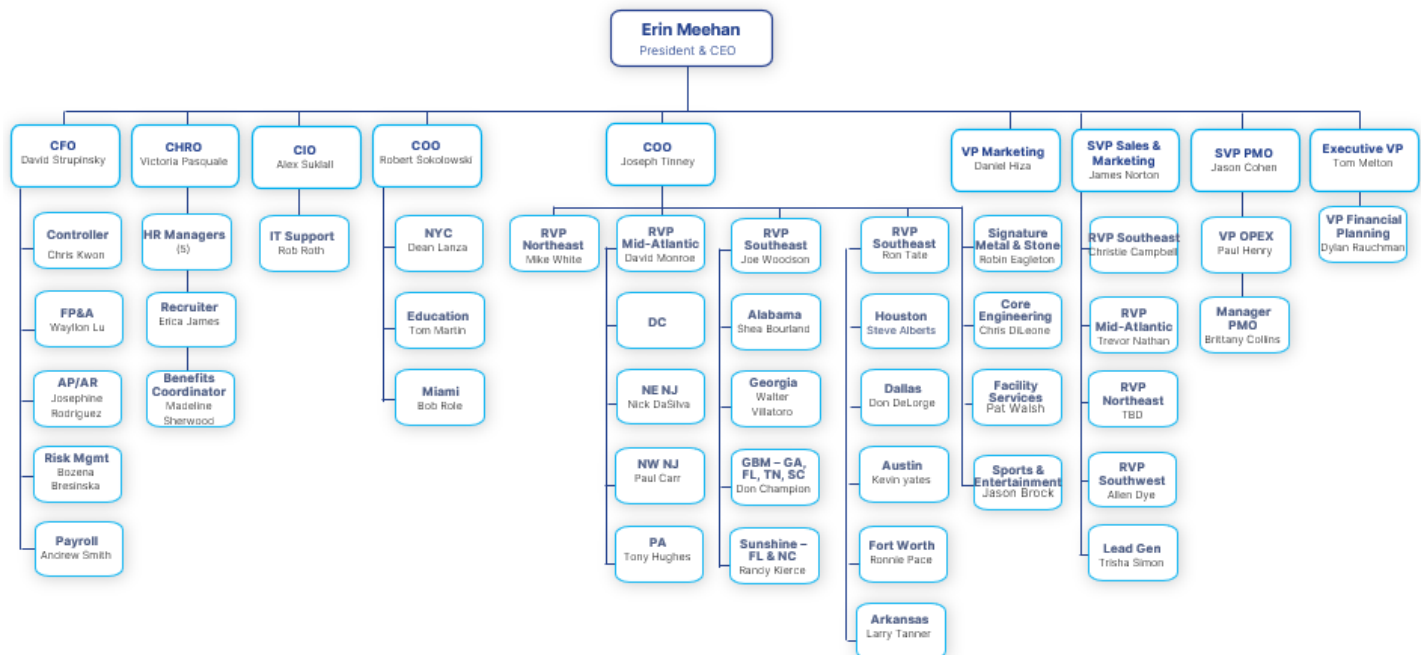 Erin Meehan
President & CEO
CFO
David Strupinsky
CHRO
Victoria Pasquale
CIO
Alex Suklall
COO
Robert Sokolowski
COO
Joseph Tinney
VP Marketing
Daniel Hiza
SVP Sales &
Marketing
James Norton
SVP PMO
Jason Cohen
Executive VP
Tom Melton
Controller
Chris Kwon
FP&A
Wayllon Lu
AP/AR
Josephine
Rodriguez
Risk Mgmt
Bozena
Bresinska
Payroll
Andrew Smith
HR Managers
(5)
Recruiter
Erica James
Benefits
Coordinator
Madeline
Sherwood
IT Support
Rob Roth
NYC
Dean Lanza
Education
Tom Martin
Miami
Bob Role
RVP
Northeast
Mike White
RVP
Mid-Atlantic
David Monroe
DC
NE NJ
Nick DaSilva
NW NJ
Paul Carr
PA
Tony Hughes
RVP
Southeast
Joe Woodson
Alabama
Shea Bourland
Georgia
Walter
Villatoro
GBM – GA,
FL, TN, SC
Don Champion
Sunshine –
FL & NC
Randy Kierce
RVP
Southeast
Ron Tate
Houston
Steve Alberts
Dallas
Don DeLorge
Austin
Kevin yates
Fort Worth
Ronnie Pace
Arkansas
Larry Tanner
Signature
Metal & Stone
Robin Eagleton
Core
Engineering
Chris DiLeone
Facility
Services
Pat Walsh
Sports &
Entertainment
Jason Brock
RVP Southeast
Christie Campbell
RVP
Mid-Atlantic
Trevor Nathan
RVP
Northeast
TBD
RVP
Southwest
Allen Dye
Lead Gen
Trisha Simon
VP OPEX
Paul Henry
Manager
PMO
Brittany Collins
VP Financial
Planning
Dylan Rauchman